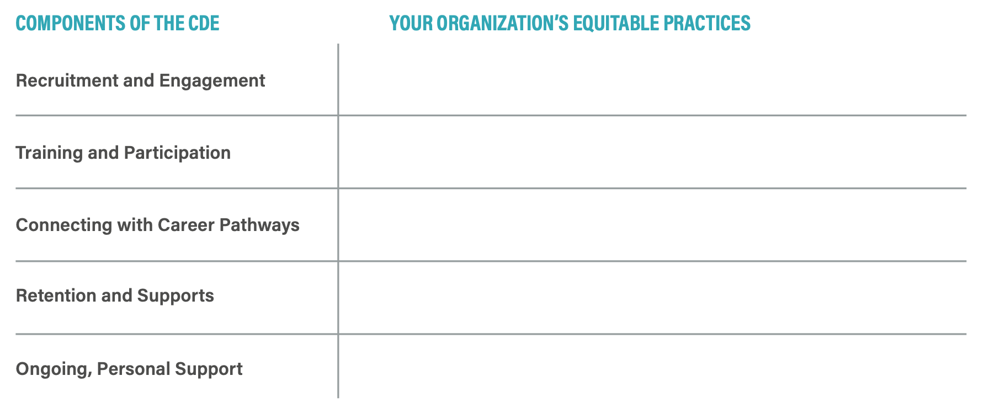 COMPONENTS OF THE CDE
YOUR ORGANIZATION’S EQUITABLE PRACTICES
Recruitment and Engagement
Training and Participation
Connecting with Career Pathways
Retention and Supports
Ongoing, Personal Support